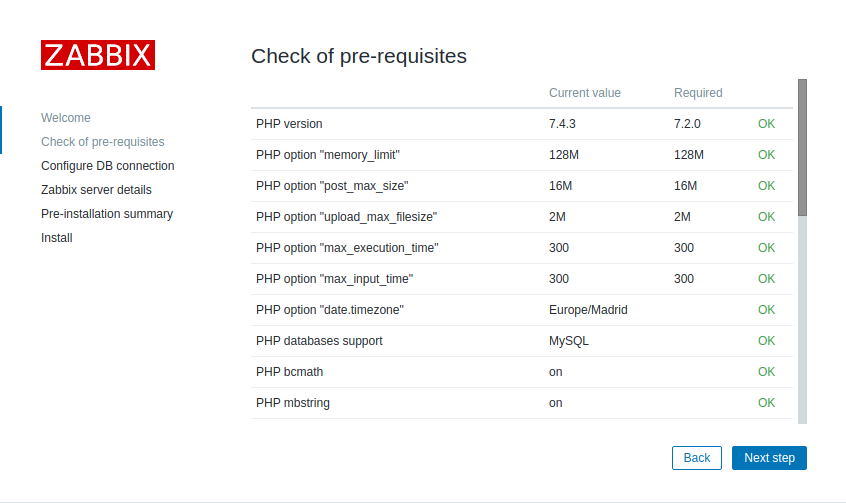 ZABBIX
Welcome
Check of pre-requisites
Configure DB connection
Zabbix server details
Pre-installation summary
Install
Check of pre-requisites
Current value Required
PHP version 7.4.3 7.2.0 OK
PHP option "memory_limit" 128M 128M OK
PHP option "post_max_size" 16M 16M OK
PHP option "upload_max_filesize" 2M 2M OK
PHP option "max_execution_time" 300 300 OK
PHP option "max_input_time" 300 300 OK
PHP option "date.timezone" Europe/Madrid OK
PHP databases support MySQL OK
PHP bcmath on OK
PHP mbstring on OK
Back Next step